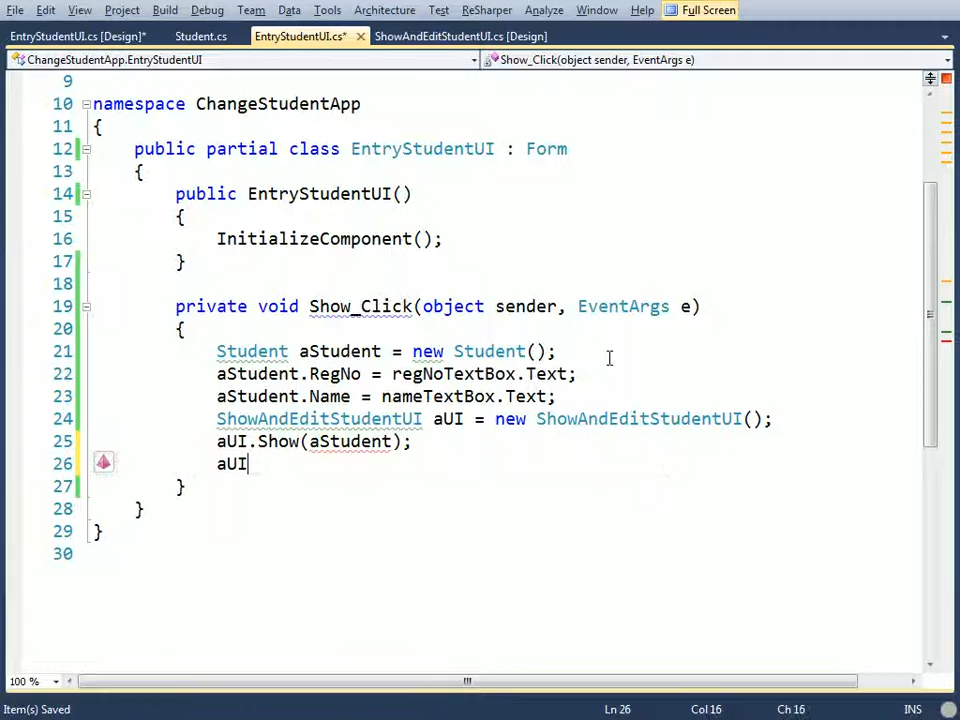 File Edit View Project Build Debug Team Data Tools Architecture Test ReSharper Analyze Window Help Full Screen
EntryStudentUI.cs [Design]* Student.cs EntryStudentUI.cs* ShowAndEditStudentUI.cs [Design]
ChangeStudentApp.EntryStudentUI Show_Click(object sender, EventArgs e)
9
10 namespace ChangeStudentApp
11 {
12 public partial class EntryStudentUI : Form
13 {
14 public EntryStudentUI()
15 {
16 InitializeComponent();
17 }
18
19 private void Show_Click(object sender, EventArgs e)
20 {
21 Student aStudent = new Student();
22 aStudent.RegNo = regNoTextBox.Text;
23 aStudent.Name = nameTextBox.Text;
24 ShowAndEditStudentUI aUI = new ShowAndEditStudentUI();
25 aUI.Show(aStudent);
26 aUI
27 }
28 }
29 }
30
100 %
Item(s) Saved Ln 26 Col 16 Ch 16 INS